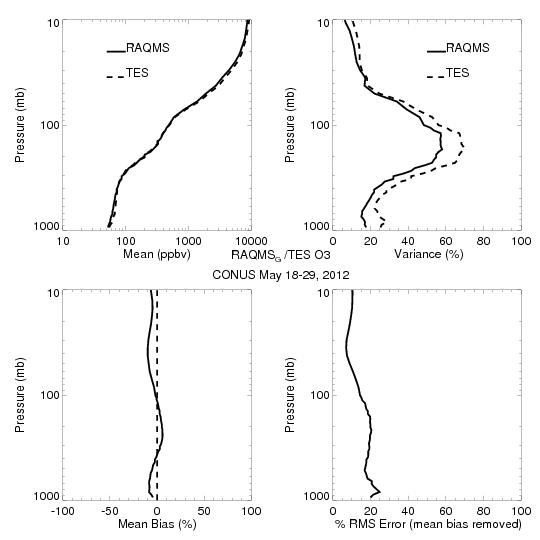 10
100
1000
Pressure (mb)
RAQMS
TES
10 100 1000 10000
Mean (ppbv)
10
100
1000
Pressure (mb)
RAQMS
TES
0 20 40 60 80 100
Variance (%)
RAQMSG /TES O3
CONUS May 18-29, 2012
10
100
1000
Pressure (mb)
-100 -50 0 50 100
Mean Bias (%)
10
100
1000
Pressure (mb)
0 20 40 60 80 100
% RMS Error (mean bias removed)